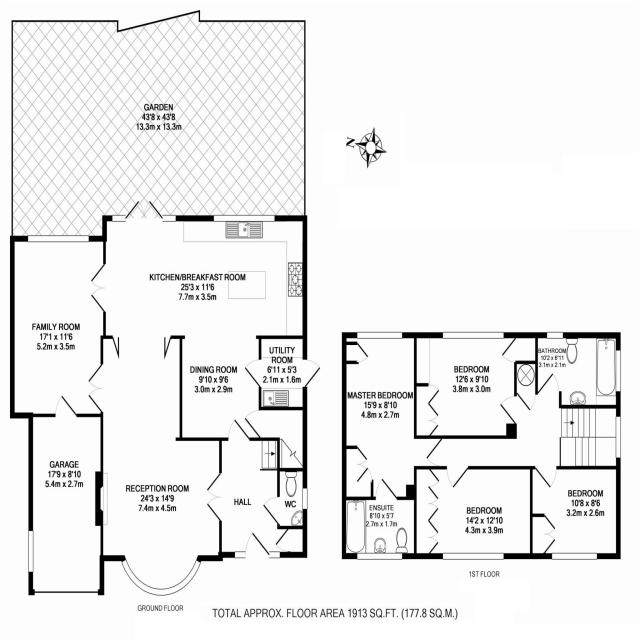 GARDEN
43'8 x 43'8
13.3m x 13.3m
N
KITCHEN/BREAKFAST ROOM
25'3 x 11'6
7.7m x 3.5m
FAMILY ROOM
17'1 x 11'6
5.2m x 3.5m
DINING ROOM
9'10 x 9'6
3.0m x 2.9m
UTILITY
ROOM
6'11 x 5'3
2.1m x 1.6m
GARAGE
17'9 x 8'10
5.4m x 2.7m
RECEPTION ROOM
24'3 x 14'9
7.4m x 4.5m
HALL
WC
GROUND FLOOR
BATHROOM
10'2 x 6'11
3.1m x 2.1m
BEDROOM
12'6 x 9'10
3.8m x 3.0m
MASTER BEDROOM
15'9 x 8'10
4.8m x 2.7m
ENSUITE
8'10 x 5'7
2.7m x 1.7m
BEDROOM
14'2 x 12'10
4.3m x 3.9m
BEDROOM
10'8 x 8'6
3.2m x 2.6m
1ST FLOOR
TOTAL APPROX. FLOOR AREA 1913 SQ.FT. (177.8 SQ.M.)